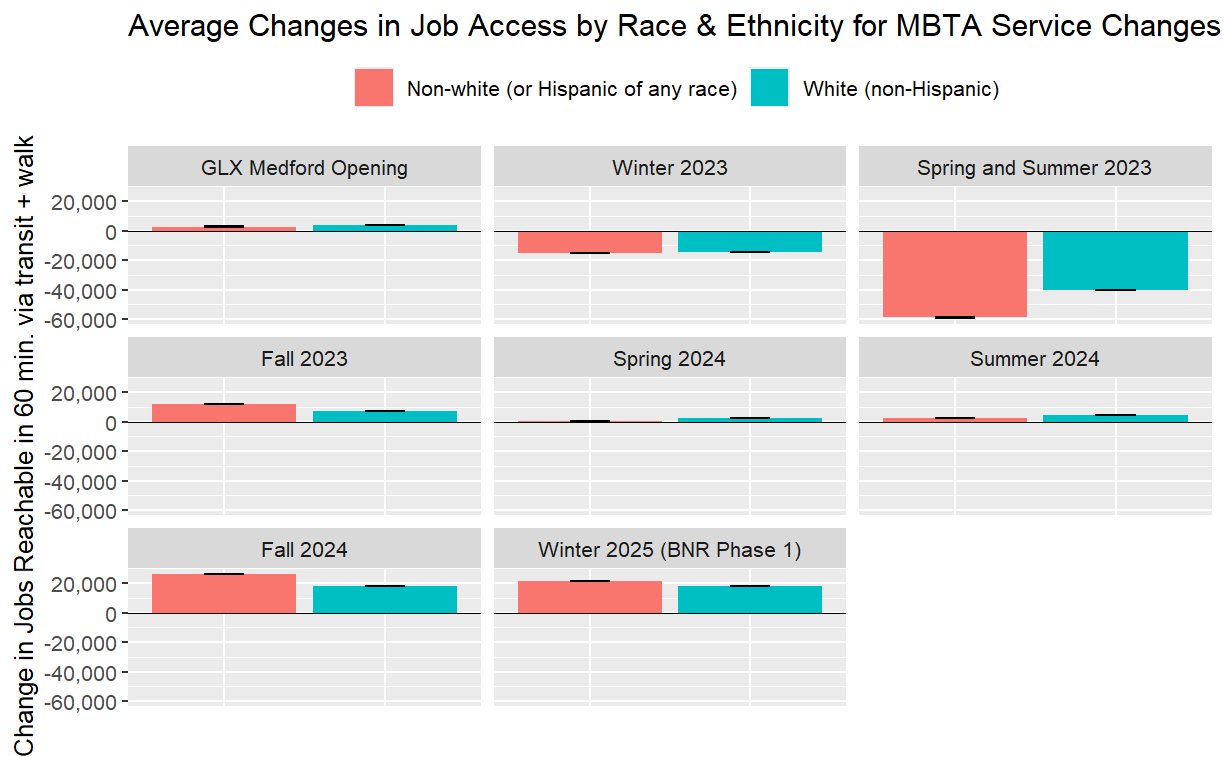 Average Changes in Job Access by Race & Ethnicity for MBTA Service Changes
Non-white (or Hispanic of any race)
White (non-Hispanic)
Change in Jobs Reachable in 60 min. via transit + walk
GLX Medford Opening
Winter 2023
Spring and Summer 2023
20,000
0
-20,000
-40,000
-60,000
Fall 2023
Spring 2024
Summer 2024
20,000
0
-20,000
-40,000
-60,000
Fall 2024
Winter 2025 (BNR Phase 1)
20,000
0
-20,000
-40,000
-60,000